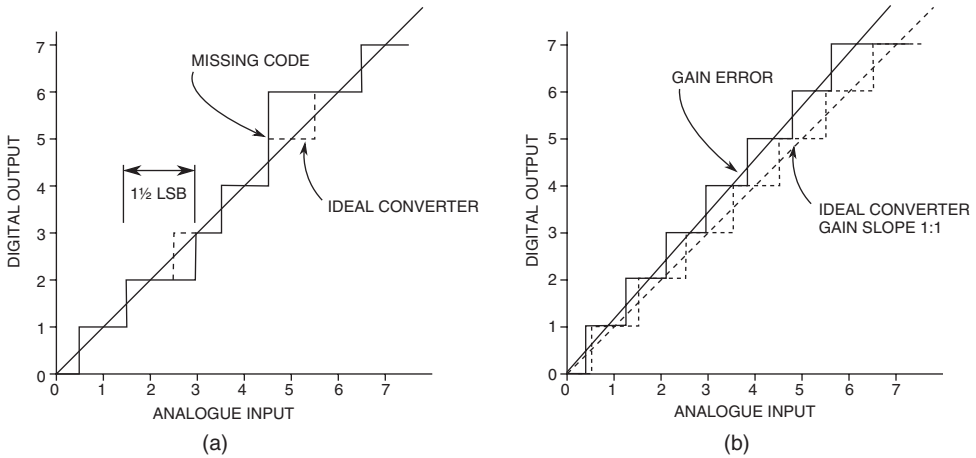 7
6
5
4
3
2
1
0
DIGITAL OUTPUT
MISSING CODE
1½ LSB
IDEAL CONVERTER
0 1 2 3 4 5 6 7
ANALOGUE INPUT
(a)
7
6
5
4
3
2
1
0
DIGITAL OUTPUT
GAIN ERROR
IDEAL CONVERTER
GAIN SLOPE 1:1
0 1 2 3 4 5 6 7
ANALOGUE INPUT
(b)